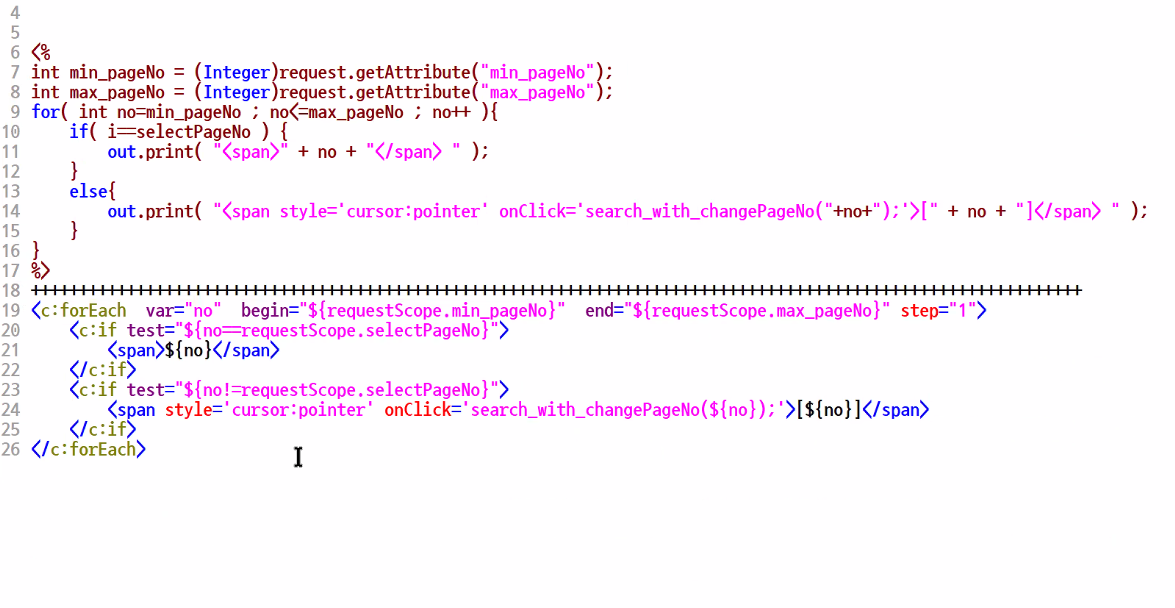 4
5
6 <%
7 int min_pageNo = (Integer)request.getAttribute("min_pageNo");
8 int max_pageNo = (Integer)request.getAttribute("max_pageNo");
9 for( int no=min_pageNo ; no<=max_pageNo ; no++ ){
10     if( i==selectPageNo ) {
11         out.print( "<span>" + no + "</span> " );
12     }
13     else{
14         out.print( "<span style='cursor:pointer' onClick='search_with_changePageNo("+no+");'>[" + no + "]</span> " );
15     }
16 }
17 %>
18 ++++++++++++++++++++++++++++++++++++++++++++++++++++++++++++++++++++++++++++++++++++++++++++++++++++++++++++++
19 <c:forEach  var="no"  begin="${requestScope.min_pageNo}"  end="${requestScope.max_pageNo}" step="1">
20     <c:if test="${no==requestScope.selectPageNo}">
21         <span>${no}</span>
22     </c:if>
23     <c:if test="${no!=requestScope.selectPageNo}">
24         <span style='cursor:pointer' onClick='search_with_changePageNo(${no});'>[${no}]</span>
25     </c:if>
26 </c:forEach>